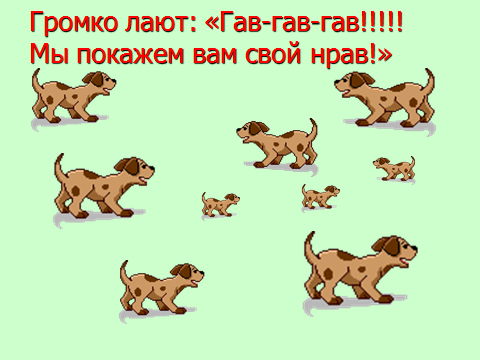 Громко лают: «Гав-гав-гав!!!!!
Мы покажем вам свой нрав!»